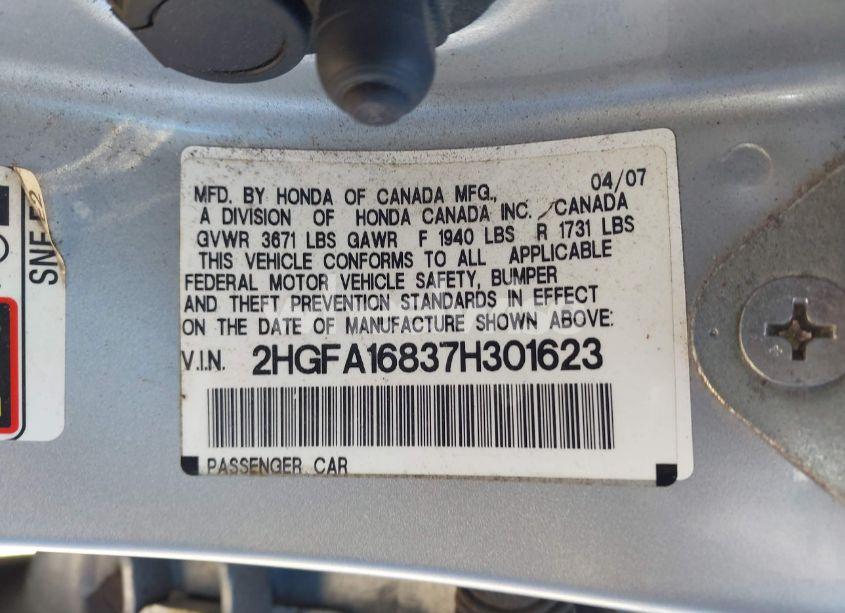 04/07
MFD. BY HONDA OF CANADA MFG.,
A DIVISION OF HONDA CANADA INC. CANADA
GVWR 3671 LBS GAWR F 1940 LBS R 1731 LBS
THIS VEHICLE CONFORMS TO ALL APPLICABLE
FEDERAL MOTOR VEHICLE SAFETY, BUMPER
AND THEFT PREVENTION STANDARDS IN EFFECT
ON THE DATE OF MANUFACTURE SHOWN ABOVE:
V.I.N. 2HGFA16837H301623
PASSENGER CAR